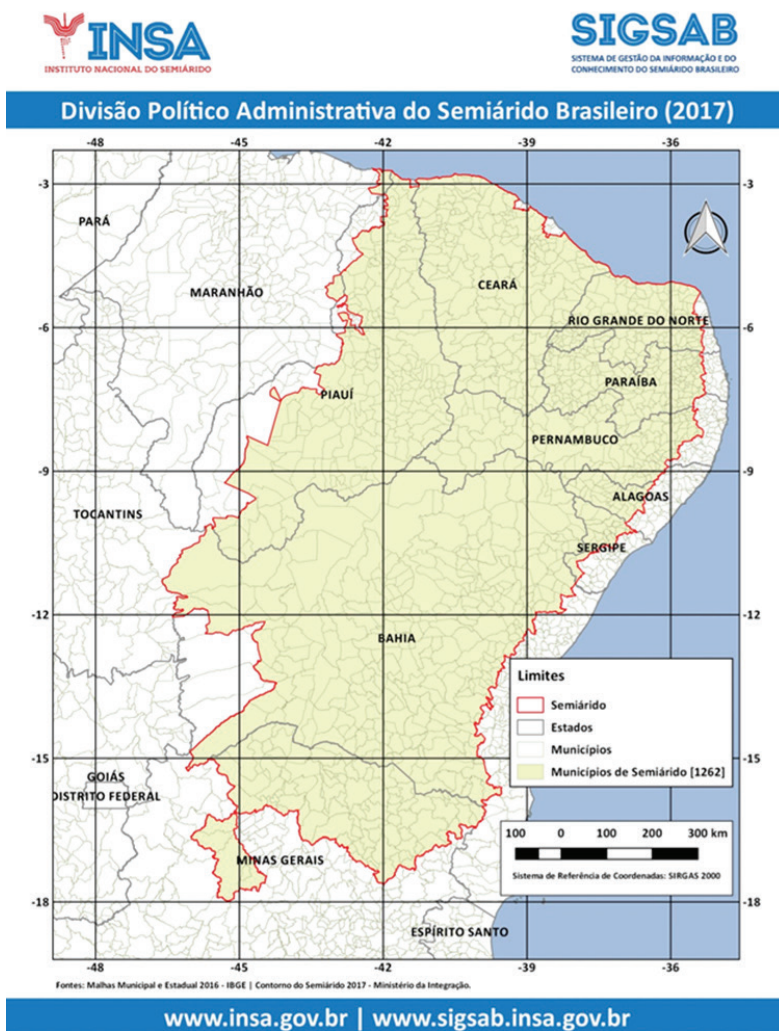 INSA
INSTITUTO NACIONAL DO SEMIÁRIDO
SIGSAB
SISTEMA DE GESTÃO DA INFORMAÇÃO E DO
CONHECIMENTO DO SEMIÁRIDO BRASILEIRO
Divisão Político Administrativa do Semiárido Brasileiro (2017)
-48 -45 -42 -39 -36
-3 -3
PARÁ
MARANHÃO
CEARÁ
RIO GRANDE DO NORTE
-6 -6
PARAÍBA
PIAUÍ
PERNAMBUCO
-9 -9
ALAGOAS
TOCANTINS
SERGIPE
-12 -12
BAHIA
Limites
Semiárido
Estados
Municípios
Municípios de Semiárido [1262]
-15 -15
GOIÁS
DISTRITO FEDERAL
100 0 100 200 300 km
Sistema de Referência de Coordenadas: SIRGAS 2000
MINAS GERAIS
-18 -18
ESPÍRITO SANTO
-48 -45 -42 -39 -36
Fontes: Malhas Municipal e Estadual 2016 - IBGE | Contorno do Semiárido 2017 - Ministério da Integração.
www.insa.gov.br | www.sigsab.insa.gov.br